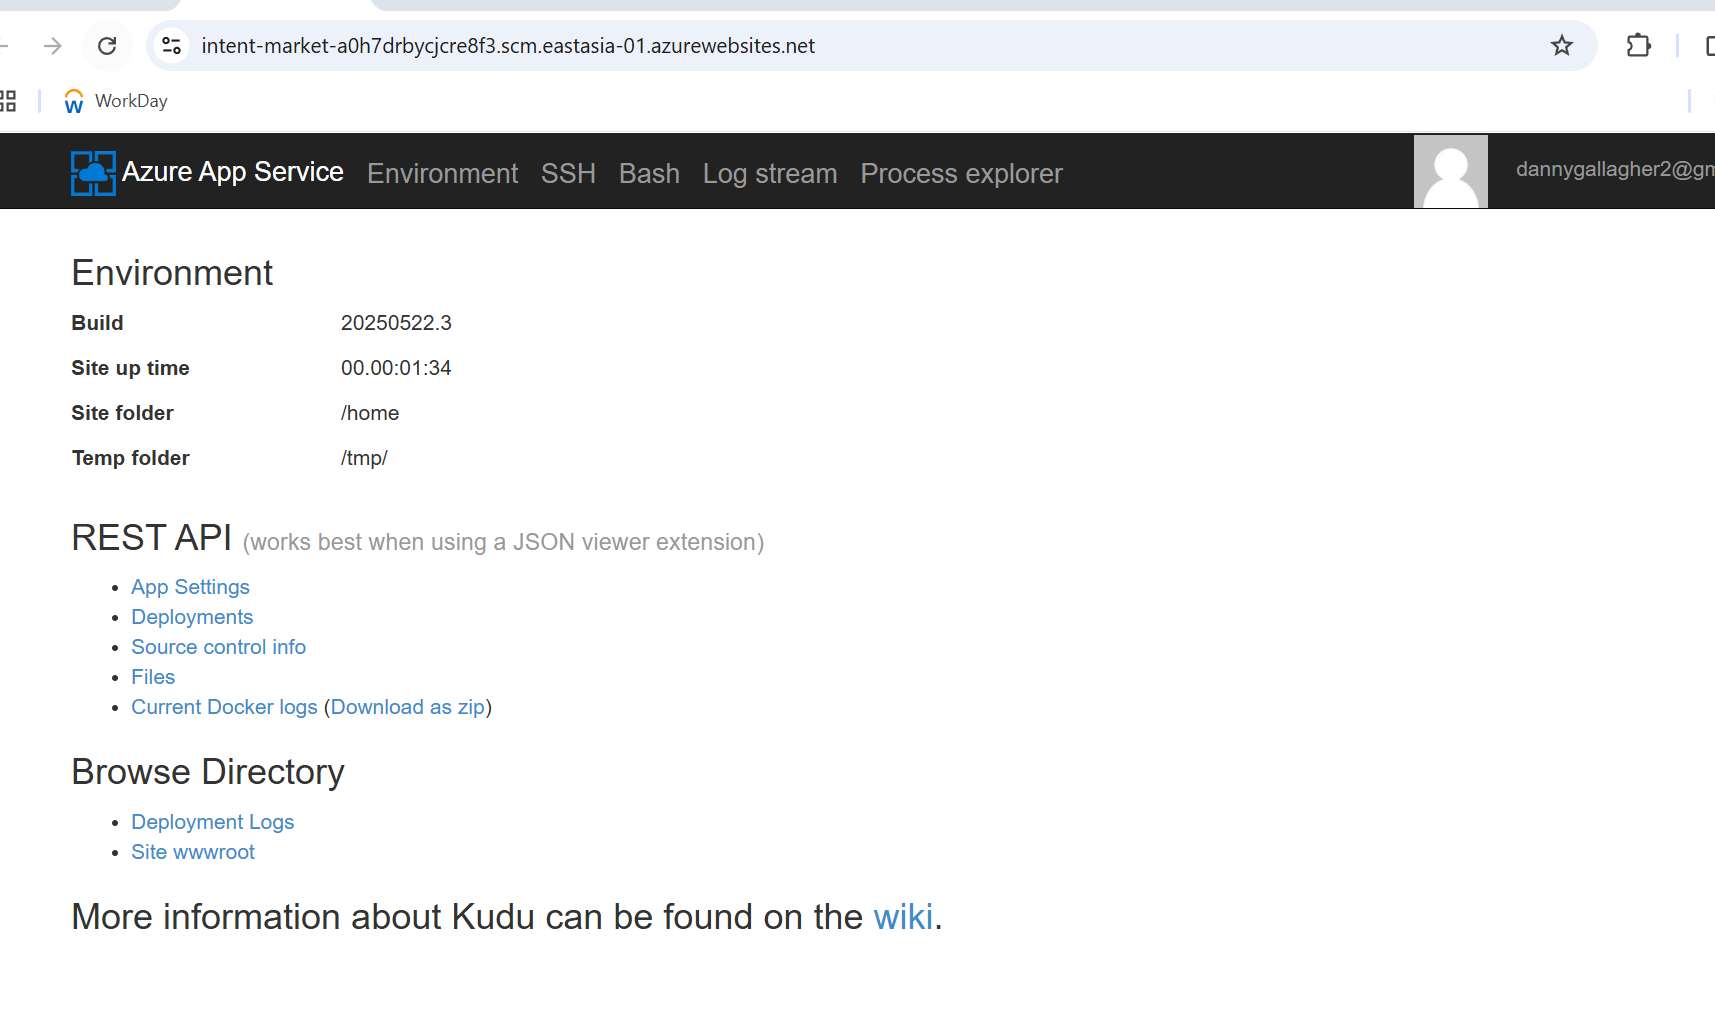 intent-market-a0h7drbycjcre8f3.scm.eastasia-01.azurewebsites.net
WorkDay
Azure App Service Environment SSH Bash Log stream Process explorer dannygallagher2@gm
Environment
Build 20250522.3
Site up time 00.00:01:34
Site folder /home
Temp folder /tmp/
REST API (works best when using a JSON viewer extension)
• App Settings
• Deployments
• Source control info
• Files
• Current Docker logs (Download as zip)
Browse Directory
• Deployment Logs
• Site wwwroot
More information about Kudu can be found on the wiki.